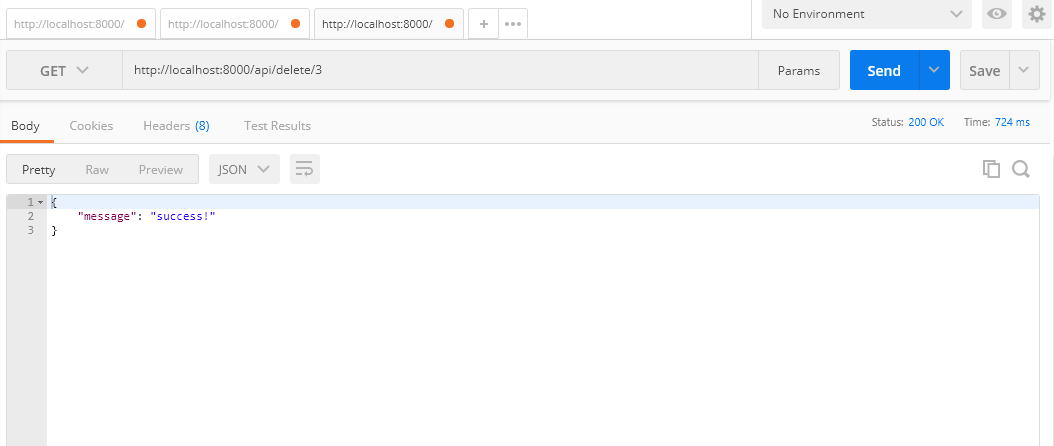 http://localhost:8000/ http://localhost:8000/ http://localhost:8000/ + ••• No Environment
GET http://localhost:8000/api/delete/3 Params Send Save
Body Cookies Headers (8) Test Results Status: 200 OK Time: 724 ms
Pretty Raw Preview JSON
1 {
2 "message": "success!"
3 }